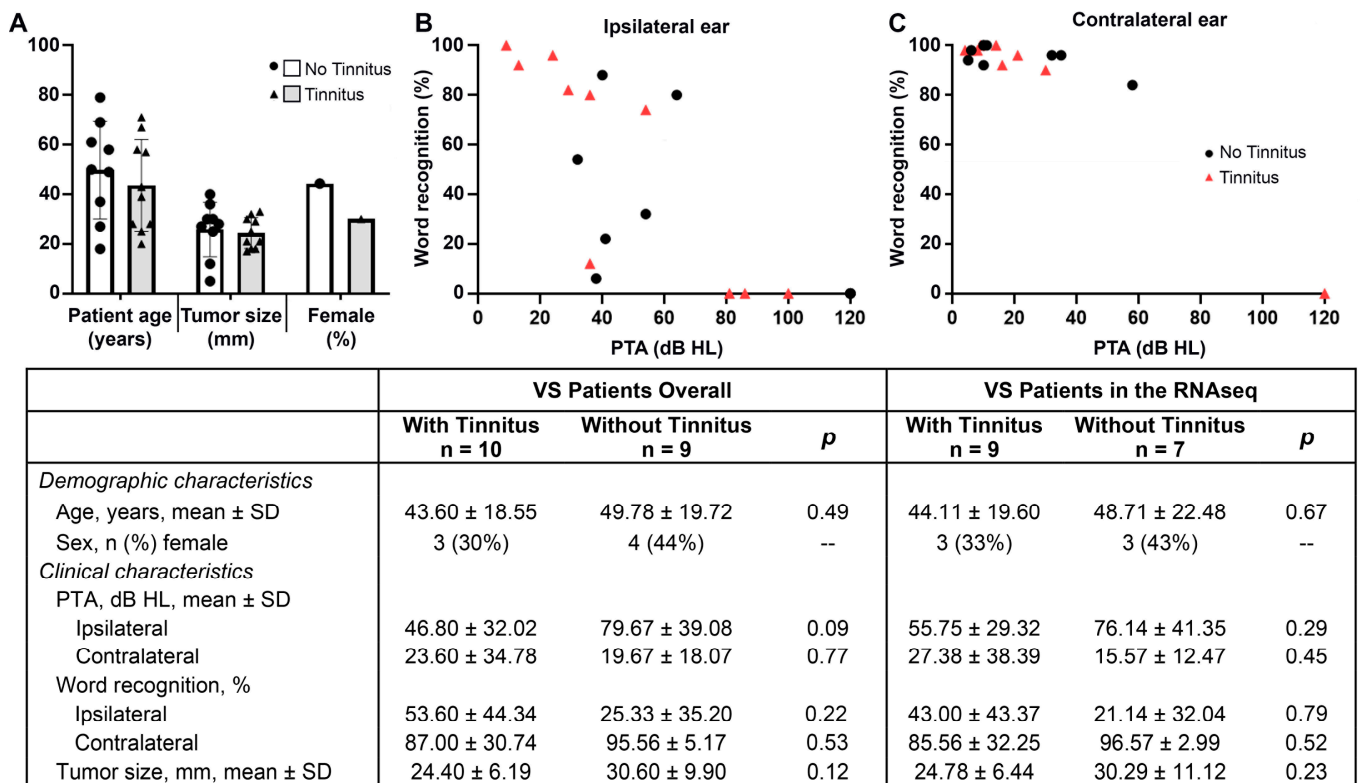 A
100
80
60
40
20
0
No Tinnitus
Tinnitus
Patient age (years)
Tumor size (mm)
Female (%)
B
Ipsilateral ear
Word recognition (%)
100
80
60
40
20
0
0 20 40 60 80 100 120
PTA (dB HL)
C
Contralateral ear
Word recognition (%)
100
80
60
40
20
0
No Tinnitus
Tinnitus
0 20 40 60 80 100 120
PTA (dB HL)
VS Patients Overall VS Patients in the RNAseq
With Tinnitus n = 10 Without Tinnitus n = 9 p With Tinnitus n = 9 Without Tinnitus n = 7 p
Demographic characteristics
Age, years, mean ± SD 43.60 ± 18.55 49.78 ± 19.72 0.49 44.11 ± 19.60 48.71 ± 22.48 0.67
Sex, n (%) female 3 (30%) 4 (44%) -- 3 (33%) 3 (43%) --
Clinical characteristics
PTA, dB HL, mean ± SD
Ipsilateral 46.80 ± 32.02 79.67 ± 39.08 0.09 55.75 ± 29.32 76.14 ± 41.35 0.29
Contralateral 23.60 ± 34.78 19.67 ± 18.07 0.77 27.38 ± 38.39 15.57 ± 12.47 0.45
Word recognition, %
Ipsilateral 53.60 ± 44.34 25.33 ± 35.20 0.22 43.00 ± 43.37 21.14 ± 32.04 0.79
Contralateral 87.00 ± 30.74 95.56 ± 5.17 0.53 85.56 ± 32.25 96.57 ± 2.99 0.52
Tumor size, mm, mean ± SD 24.40 ± 6.19 30.60 ± 9.90 0.12 24.78 ± 6.44 30.29 ± 11.12 0.23